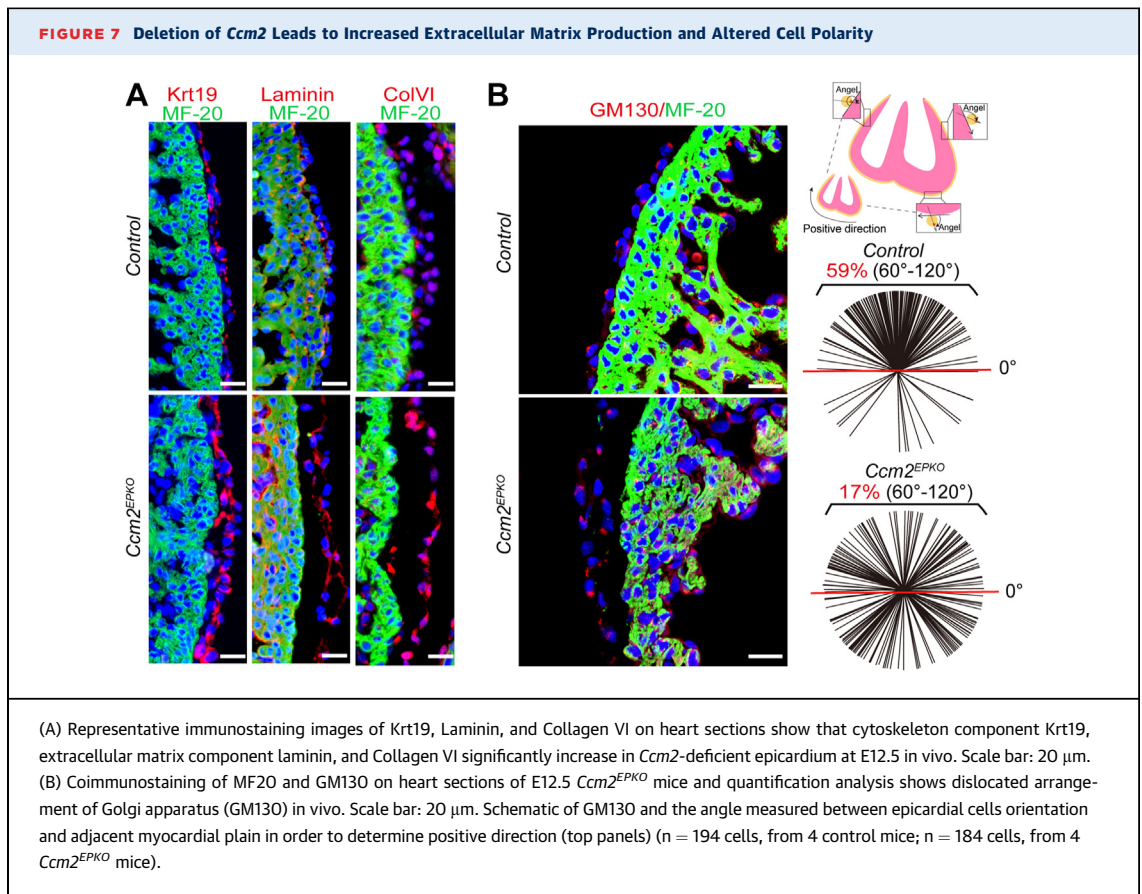 FIGURE 7 Deletion of Ccm2 Leads to Increased Extracellular Matrix Production and Altered Cell Polarity
A
Krt19
MF-20
Laminin
MF-20
ColVI
MF-20
Control
Ccm2EPKO
B
GM130/MF-20
Control
Ccm2EPKO
Angel
Angel
Angel
Positive direction
Control
59% (60°-120°)
0°
Ccm2EPKO
17% (60°-120°)
0°
(A) Representative immunostaining images of Krt19, Laminin, and Collagen VI on heart sections show that cytoskeleton component Krt19,
extracellular matrix component laminin, and Collagen VI significantly increase in Ccm2-deficient epicardium at E12.5 in vivo. Scale bar: 20 μm.
(B) Coimmunostaining of MF20 and GM130 on heart sections of E12.5 Ccm2EPKO mice and quantification analysis shows dislocated arrange-
ment of Golgi apparatus (GM130) in vivo. Scale bar: 20 μm. Schematic of GM130 and the angle measured between epicardial cells orientation
and adjacent myocardial plain in order to determine positive direction (top panels) (n = 194 cells, from 4 control mice; n = 184 cells, from 4
Ccm2EPKO mice).